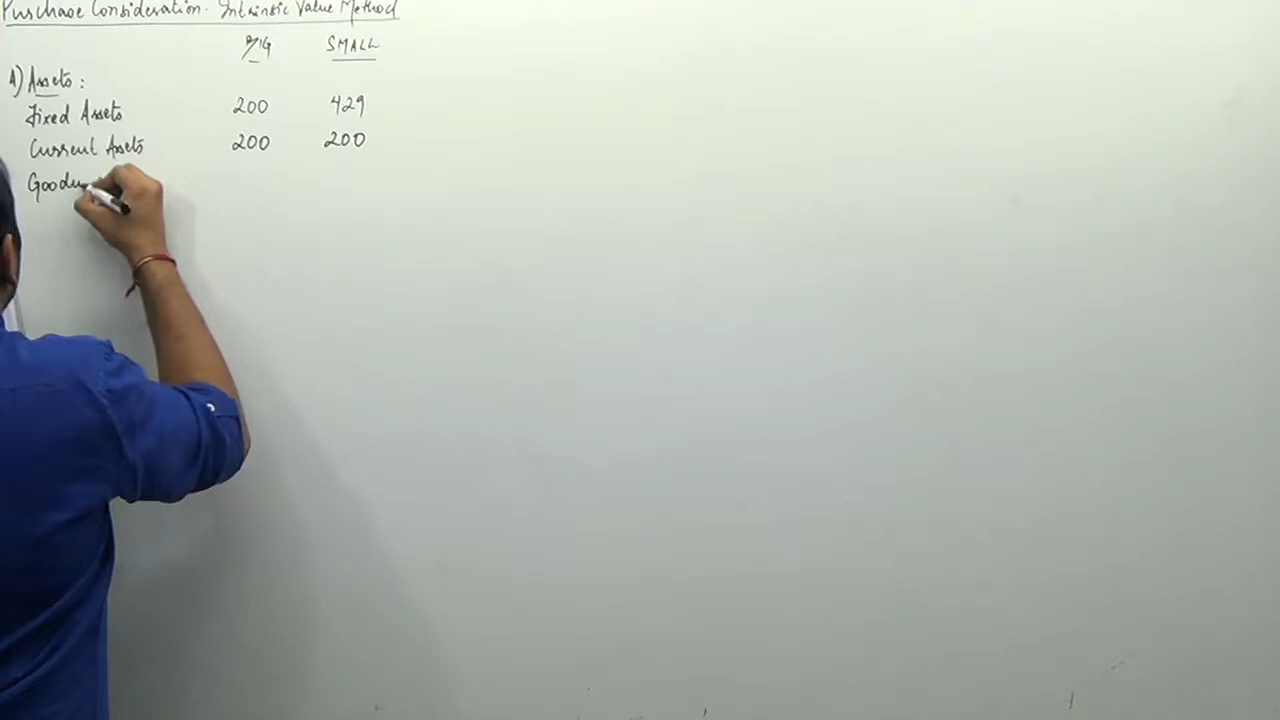 Purchase Consideration - Intrinsic Value Method
BIG SMALL
A) Assets :
Fixed Assets 200 429
Current Assets 200 200
Goodw